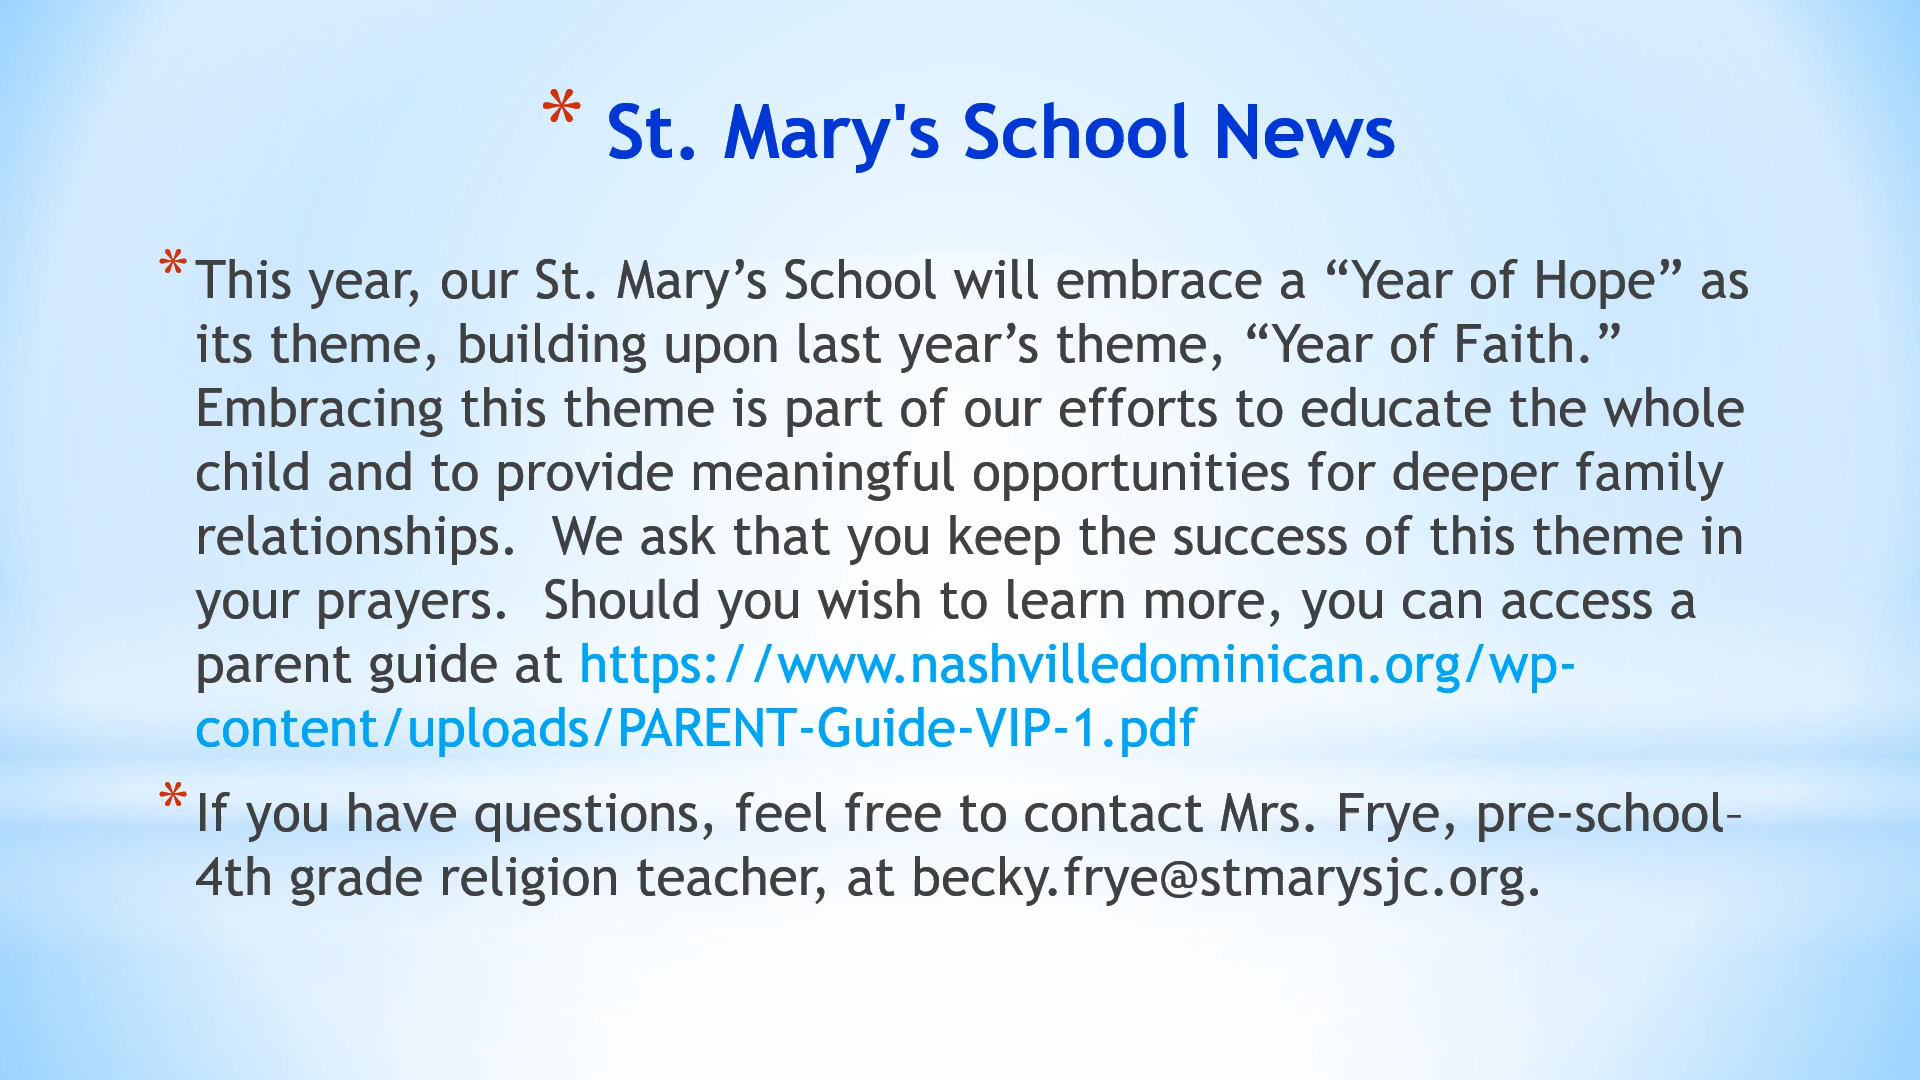 * St. Mary's School News
* This year, our St. Mary’s School will embrace a “Year of Hope” as
its theme, building upon last year’s theme, “Year of Faith.”
Embracing this theme is part of our efforts to educate the whole
child and to provide meaningful opportunities for deeper family
relationships.  We ask that you keep the success of this theme in
your prayers.  Should you wish to learn more, you can access a
parent guide at https://www.nashvilledominican.org/wp-
content/uploads/PARENT-Guide-VIP-1.pdf
* If you have questions, feel free to contact Mrs. Frye, pre-school–
4th grade religion teacher, at becky.frye@stmarysjc.org.